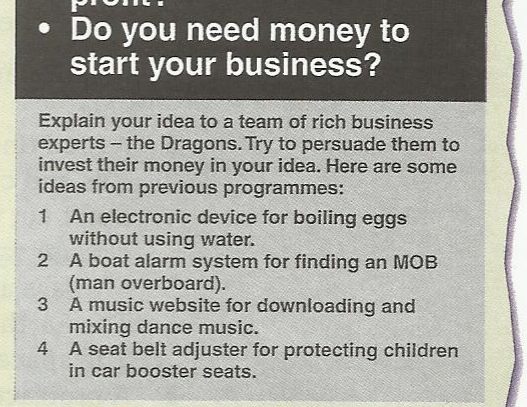 profit?
• Do you need money to
start your business?
Explain your idea to a team of rich business
experts – the Dragons. Try to persuade them to
invest their money in your idea. Here are some
ideas from previous programmes:
1 An electronic device for boiling eggs
without using water.
2 A boat alarm system for finding an MOB
(man overboard).
3 A music website for downloading and
mixing dance music.
4 A seat belt adjuster for protecting children
in car booster seats.